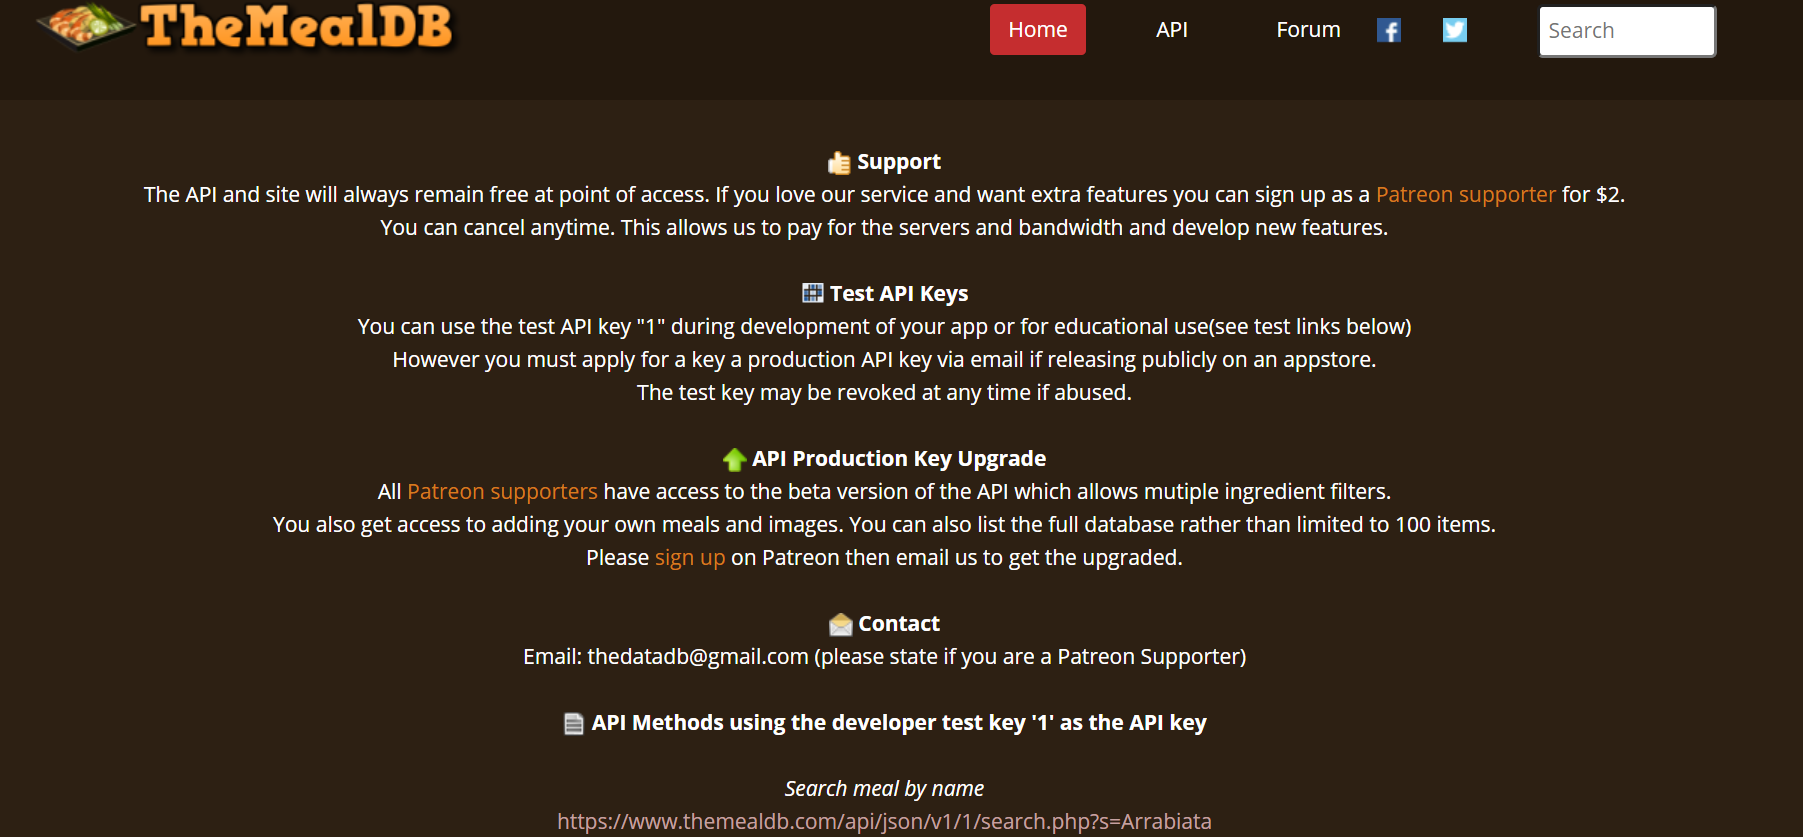 TheMealDB
Home
API
Forum
Search
Support
The API and site will always remain free at point of access. If you love our service and want extra features you can sign up as a Patreon supporter for $2.
You can cancel anytime. This allows us to pay for the servers and bandwidth and develop new features.
Test API Keys
You can use the test API key "1" during development of your app or for educational use(see test links below)
However you must apply for a key a production API key via email if releasing publicly on an appstore.
The test key may be revoked at any time if abused.
API Production Key Upgrade
All Patreon supporters have access to the beta version of the API which allows mutiple ingredient filters.
You also get access to adding your own meals and images. You can also list the full database rather than limited to 100 items.
Please sign up on Patreon then email us to get the upgraded.
Contact
Email: thedatadb@gmail.com (please state if you are a Patreon Supporter)
API Methods using the developer test key '1' as the API key
Search meal by name
https://www.themealdb.com/api/json/v1/1/search.php?s=Arrabiata